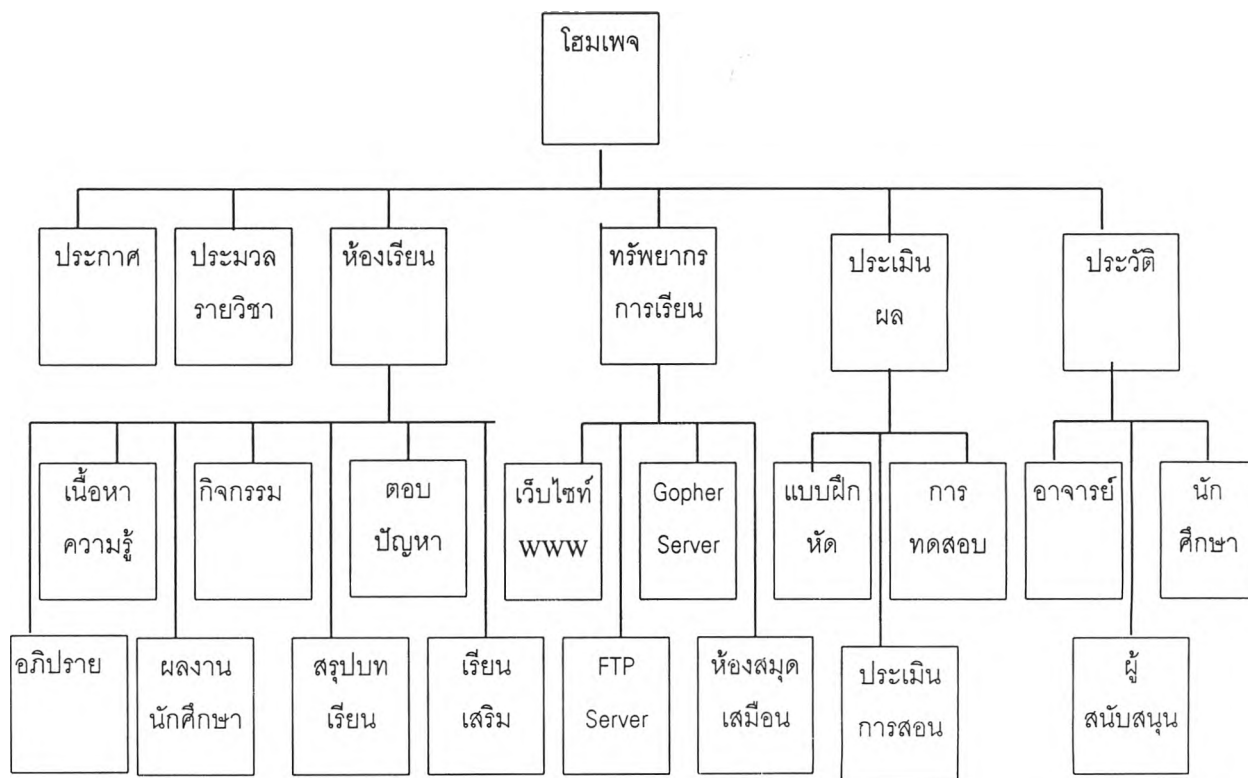 โฮมเพจ
ประกาศ
ประมวล
รายวิชา
ห้องเรียน
ทรัพยากร
การเรียน
ประเมิน
ผล
ประวัติ
เนื้อหา
ความรู้
กิจกรรม
ตอบ
ปัญหา
เว็บไซท์
WWW
Gopher
Server
แบบฝึก
หัด
การ
ทดสอบ
อาจารย์
นัก
ศึกษา
อภิปราย
ผลงาน
นักศึกษา
สรุปบท
เรียน
เรียน
เสริม
FTP
Server
ห้องสมุด
เสมือน
ประเมิน
การสอน
ผู้
สนับสนุน